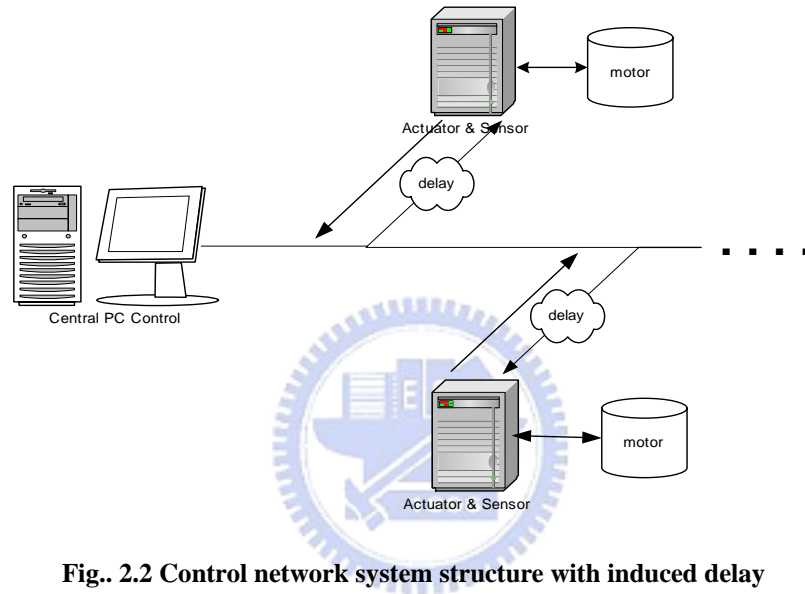 motor
Actuator & Sensor
delay
Central PC Control
delay
motor
Actuator & Sensor
Fig.. 2.2 Control network system structure with induced delay